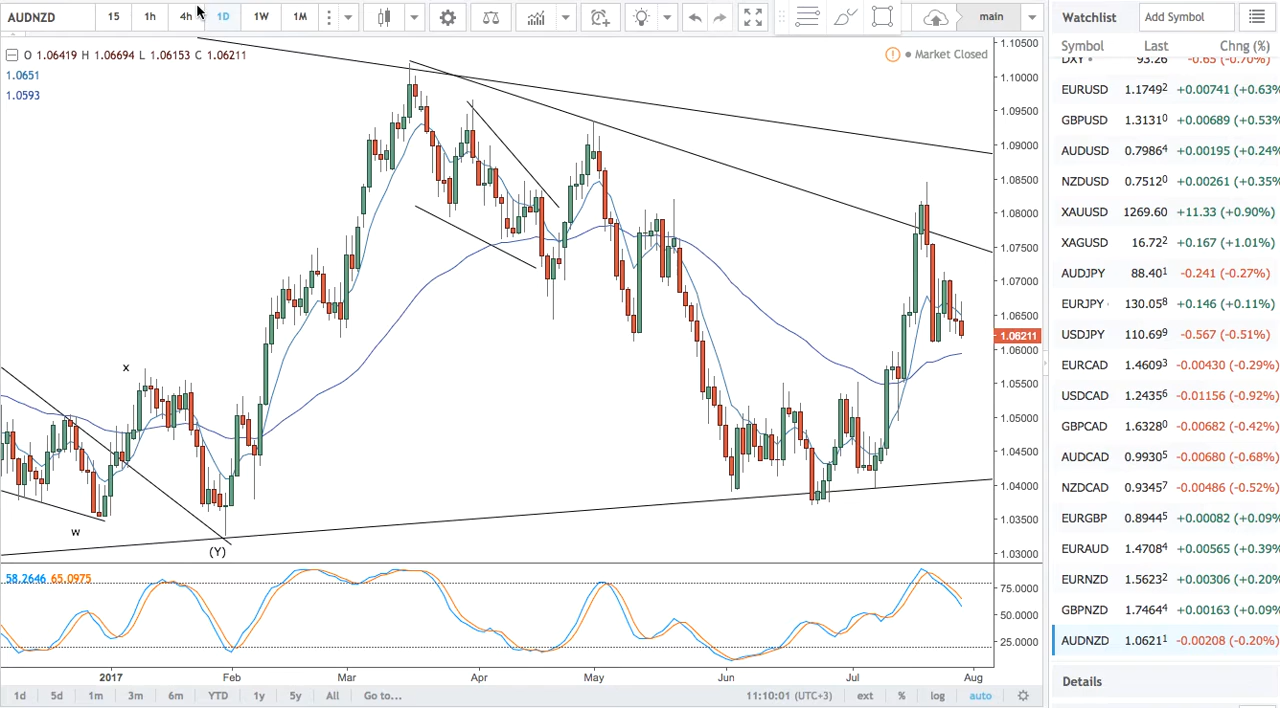 AUDNZD 15 1h 4h 1D 1W 1M main Watchlist Add Symbol
O 1.06419 H 1.06694 L 1.06153 C 1.06211
Market Closed
1.0651
1.0593
x
w
(Y)
1.10500
1.10000
1.09500
1.09000
1.08500
1.08000
1.07500
1.07000
1.06500
1.06211
1.06000
1.05500
1.05000
1.04500
1.04000
1.03500
1.03000
58.2646 65.0975
75.0000
50.0000
25.0000
2017 Feb Mar Apr May Jun Jul Aug
1d 5d 1m 3m 6m YTD 1y 5y All Go to... 11:10:01 (UTC+3) ext % log auto
Symbol Last Chng (%)
DXY 93.26 -0.65 (-0.70%)
EURUSD 1.1749² +0.00741 (+0.63%
GBPUSD 1.3131⁰ +0.00689 (+0.53%
AUDUSD 0.7986⁴ +0.00195 (+0.24%
NZDUSD 0.7512⁰ +0.00261 (+0.35%
XAUUSD 1269.60 +11.33 (+0.90%)
XAGUSD 16.72² +0.167 (+1.01%)
AUDJPY 88.40¹ -0.241 (-0.27%)
EURJPY 130.05⁸ +0.146 (+0.11%)
USDJPY 110.69⁹ -0.567 (-0.51%)
EURCAD 1.4609³ -0.00430 (-0.29%)
USDCAD 1.2435⁶ -0.01156 (-0.92%)
GBPCAD 1.6328⁰ -0.00682 (-0.42%)
AUDCAD 0.9930⁵ -0.00680 (-0.68%)
NZDCAD 0.9345⁷ -0.00486 (-0.52%)
EURGBP 0.8944⁵ +0.00082 (+0.09%
EURAUD 1.4708⁴ +0.00565 (+0.39%
EURNZD 1.5623² +0.00306 (+0.20%
GBPNZD 1.7464⁴ +0.00163 (+0.09%
AUDNZD 1.0621¹ -0.00208 (-0.20%)
Details